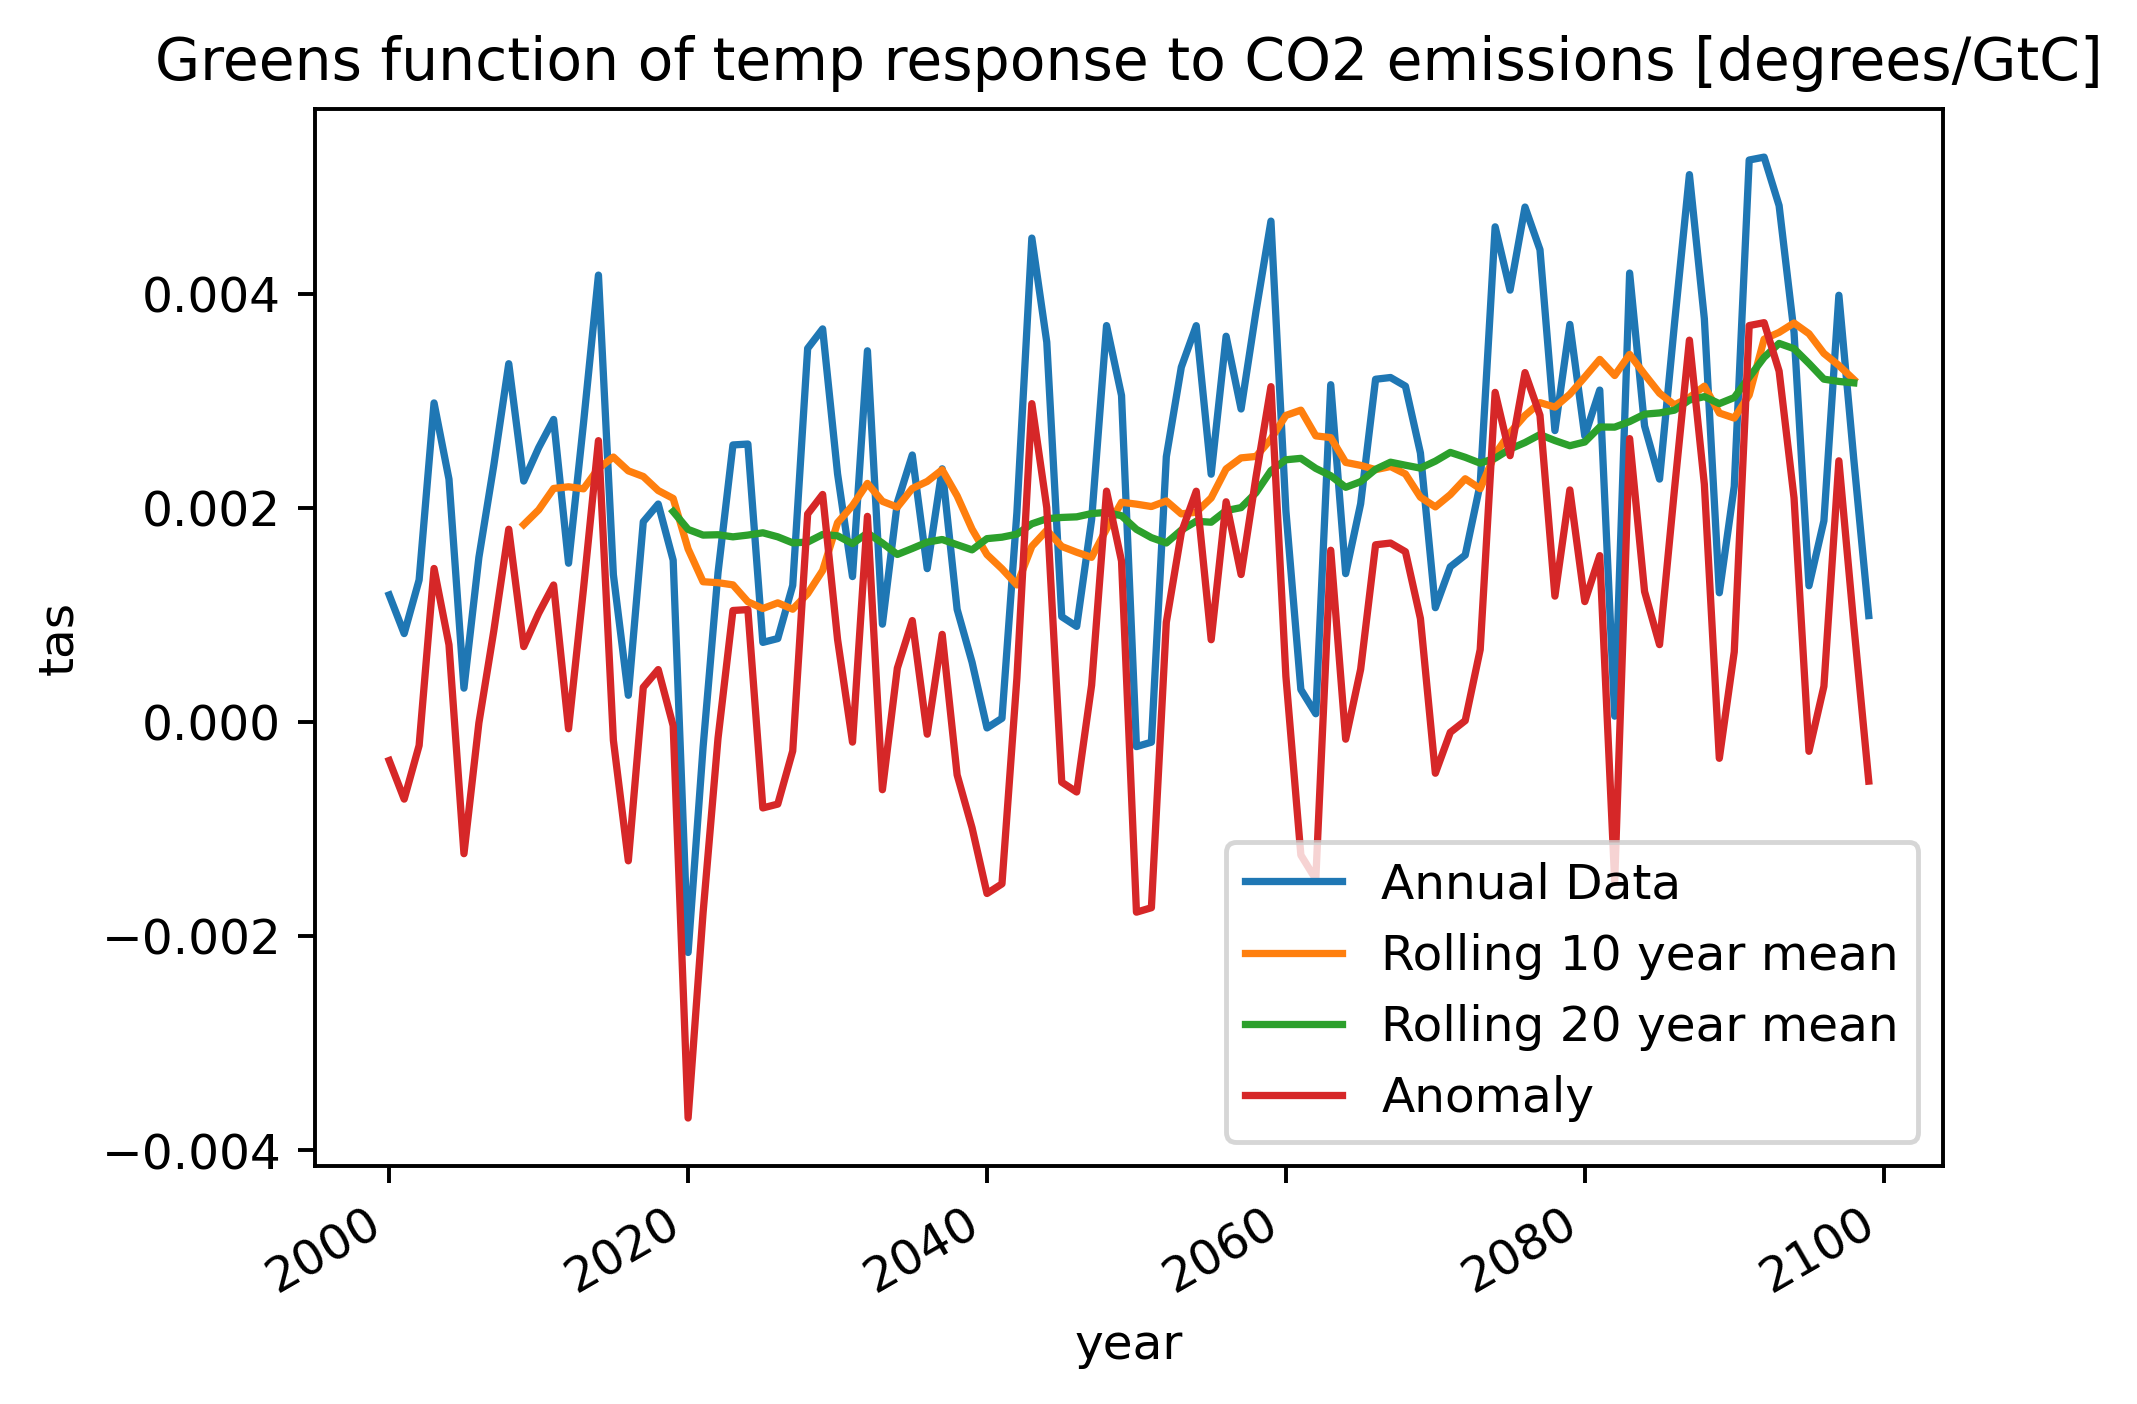 Greens function of temp response to CO2 emissions [degrees/GtC]
0.004
0.002
0.000
−0.002
−0.004
tas
Annual Data
Rolling 10 year mean
Rolling 20 year mean
Anomaly
2000
2020
2040
2060
2080
2100
year